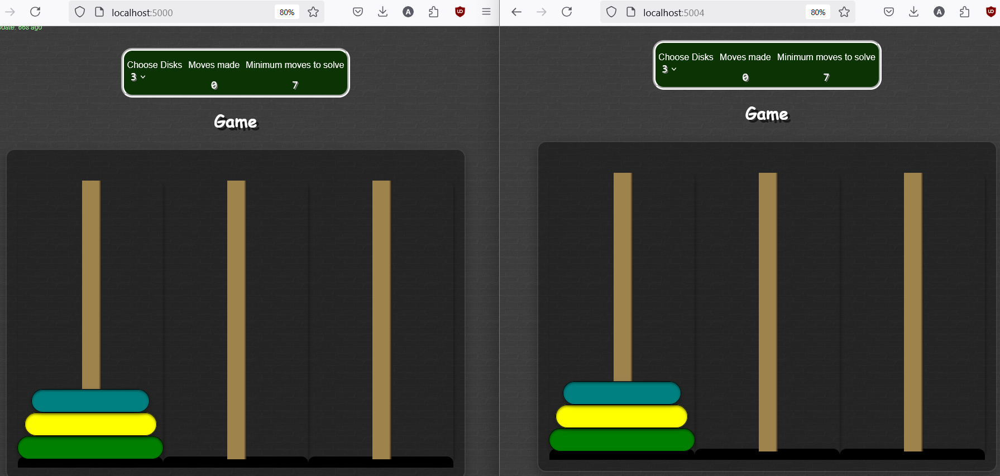 localhost:5000
80%
A
localhost:5004
80%
A
update: 66s ago
Choose Disks Moves made Minimum moves to solve
3
0 7
Game
Choose Disks Moves made Minimum moves to solve
3
0 7
Game